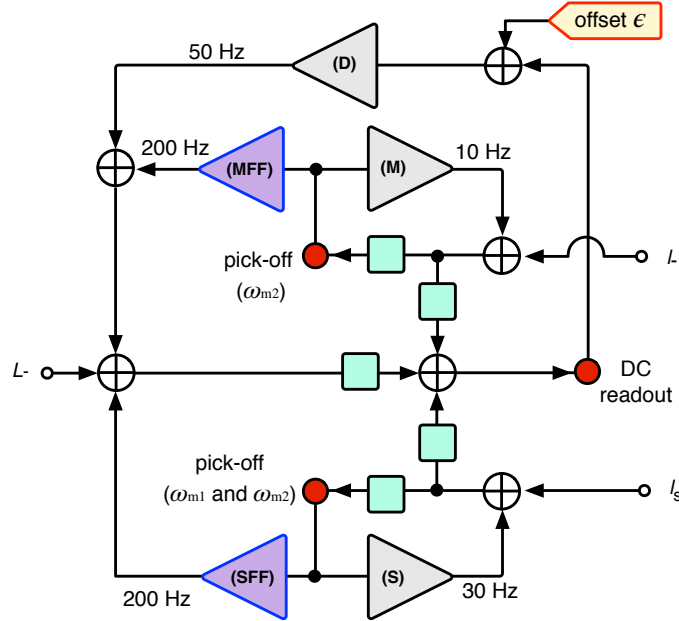 offset ϵ
50 Hz
(D)
200 Hz
(MFF)
(M)
10 Hz
pick-off
(ωm2)
l-
L-
DC
readout
pick-off
(ωm1 and ωm2)
ls
(SFF)
(S)
200 Hz
30 Hz